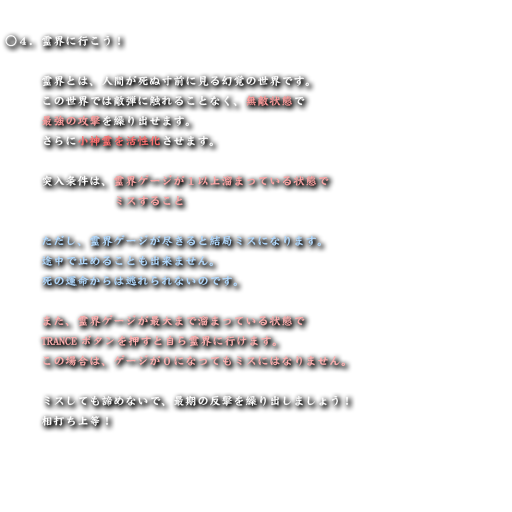 ○４．霊界に行こう！
霊界とは、人間が死ぬ寸前に見る幻覚の世界です。
この世界では敵弾に触れることなく、無敵状態で
最強の攻撃を繰り出せます。
さらに小神霊を活性化させます。
突入条件は、霊界ゲージが１以上溜まっている状態で
ミスすること
ただし、霊界ゲージが尽きると結局ミスになります。
途中で止めることも出来ません。
死の運命からは逃れられないのです。
また、霊界ゲージが最大まで溜まっている状態で
TRANCE ボタンを押すと自ら霊界に行けます。
この場合は、ゲージが０になってもミスにはなりません。
ミスしても諦めないで、最期の反撃を繰り出しましょう！
相打ち上等！